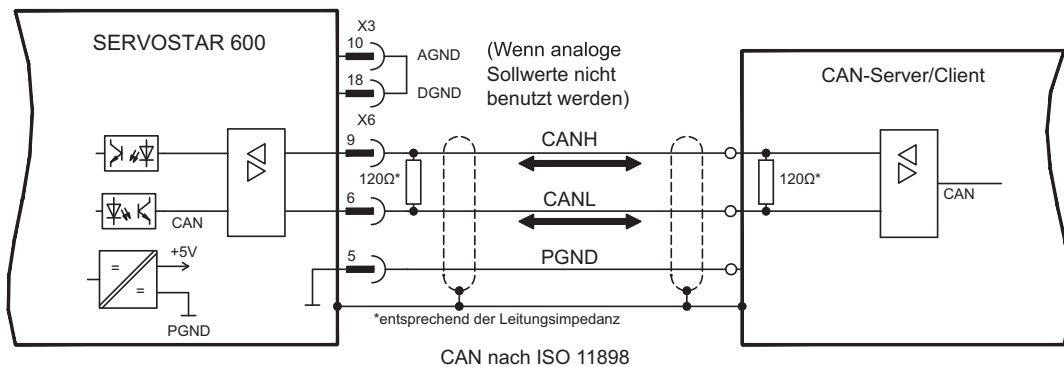 SERVOSTAR 600
X3
10
AGND
18
DGND
(Wenn analoge
Sollwerte nicht
benutzt werden)
CAN-Server/Client
X6
9
CANH
120Ω*
120Ω*
6
CANL
CAN
CAN
+5V
=
=
PGND
5
PGND
*entsprechend der Leitungsimpedanz
CAN nach ISO 11898